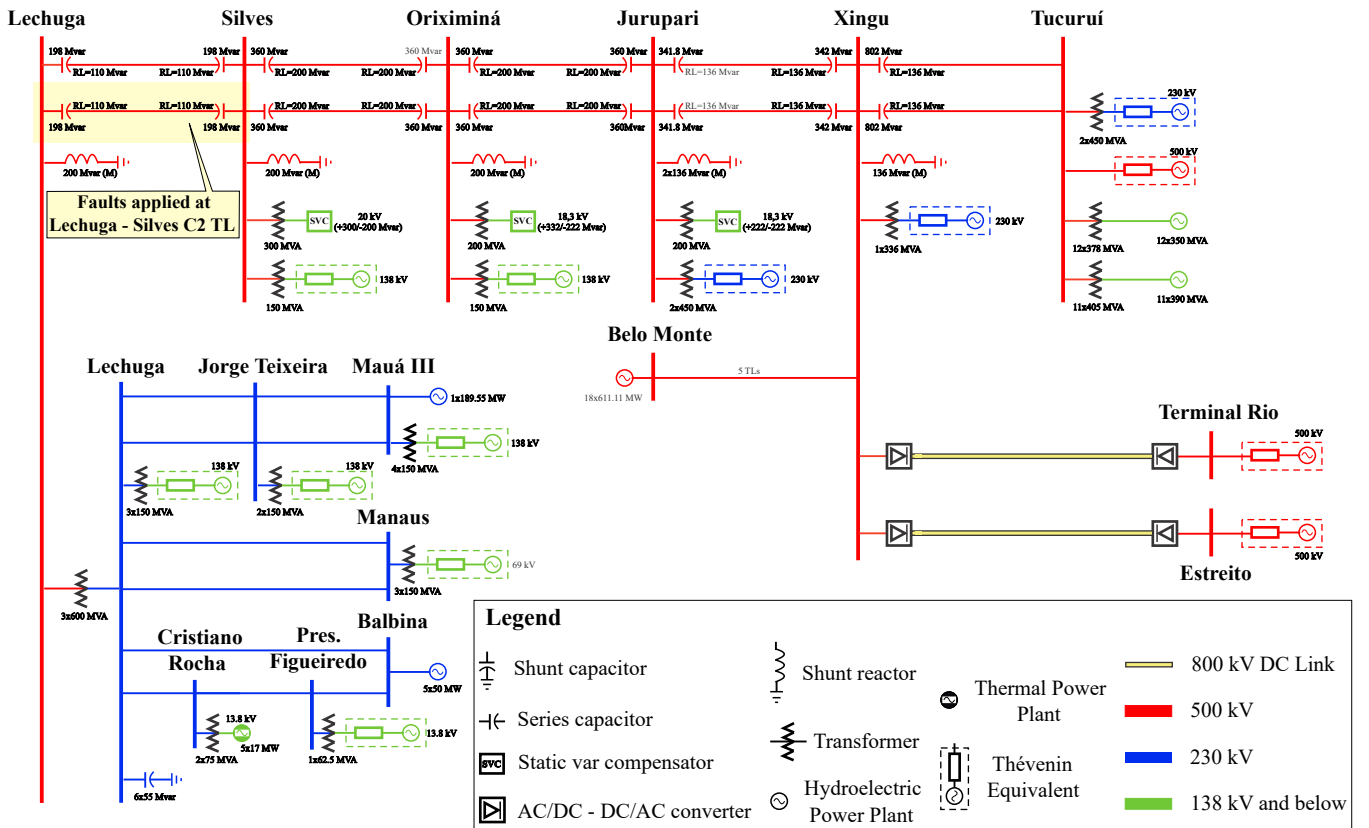 Lechuga
Silves
Oriximiná
Jurupari
Xingu
Tucuruí
198 Mvar
198 Mvar
360 Mvar
360 Mvar
360 Mvar
360 Mvar
341.8 Mvar
342 Mvar
802 Mvar
RL=110 Mvar
RL=110 Mvar
RL=200 Mvar
RL=200 Mvar
RL=200 Mvar
RL=200 Mvar
RL=136 Mvar
RL=136 Mvar
RL=136 Mvar
RL=110 Mvar
RL=110 Mvar
RL=200 Mvar
RL=200 Mvar
RL=200 Mvar
RL=200 Mvar
RL=136 Mvar
RL=136 Mvar
RL=136 Mvar
198 Mvar
198 Mvar
360 Mvar
360 Mvar
360 Mvar
360Mvar
341.8 Mvar
342 Mvar
802 Mvar
230 kV
2x450 MVA
200 Mvar (M)
200 Mvar (M)
200 Mvar (M)
2x136 Mvar (M)
136 Mvar (M)
500 kV
Faults applied at
Lechuga - Silves C2 TL
SVC
20 kV
(+300/-200 Mvar)
300 MVA
SVC
18,3 kV
(+332/-222 Mvar)
200 MVA
SVC
18,3 kV
(+222/-222 Mvar)
200 MVA
230 kV
1x336 MVA
12x378 MVA
12x350 MVA
138 kV
150 MVA
138 kV
150 MVA
230 kV
2x450 MVA
11x405 MVA
11x390 MVA
Belo Monte
5 TLs
18x611.11 MW
Lechuga
Jorge Teixeira
Mauá III
1x189.55 MW
138 kV
4x150 MVA
138 kV
3x150 MVA
138 kV
2x150 MVA
Terminal Rio
500 kV
Manaus
69 kV
3x150 MVA
500 kV
Estreito
3x600 MVA
Balbina
Cristiano
Rocha
Pres.
Figueiredo
5x50 MW
13.8 kV
5x17 MW
2x75 MVA
13.8 kV
1x62.5 MVA
6x55 Mvar
Legend
Shunt capacitor
Series capacitor
SVC
Static var compensator
AC/DC - DC/AC converter
Shunt reactor
Transformer
Hydroelectric
Power Plant
Thermal Power
Plant
Thévenin
Equivalent
800 kV DC Link
500 kV
230 kV
138 kV and below